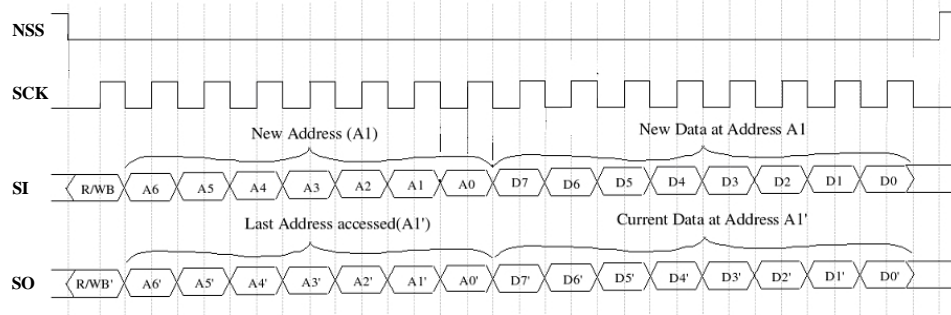 NSS
SCK
New Address (A1) New Data at Address A1
SI R/WB A6 A5 A4 A3 A2 A1 A0 D7 D6 D5 D4 D3 D2 D1 D0
Last Address accessed(A1') Current Data at Address A1'
SO R/WB' A6' A5' A4' A3' A2' A1' A0' D7' D6' D5' D4' D3' D2' D1' D0'